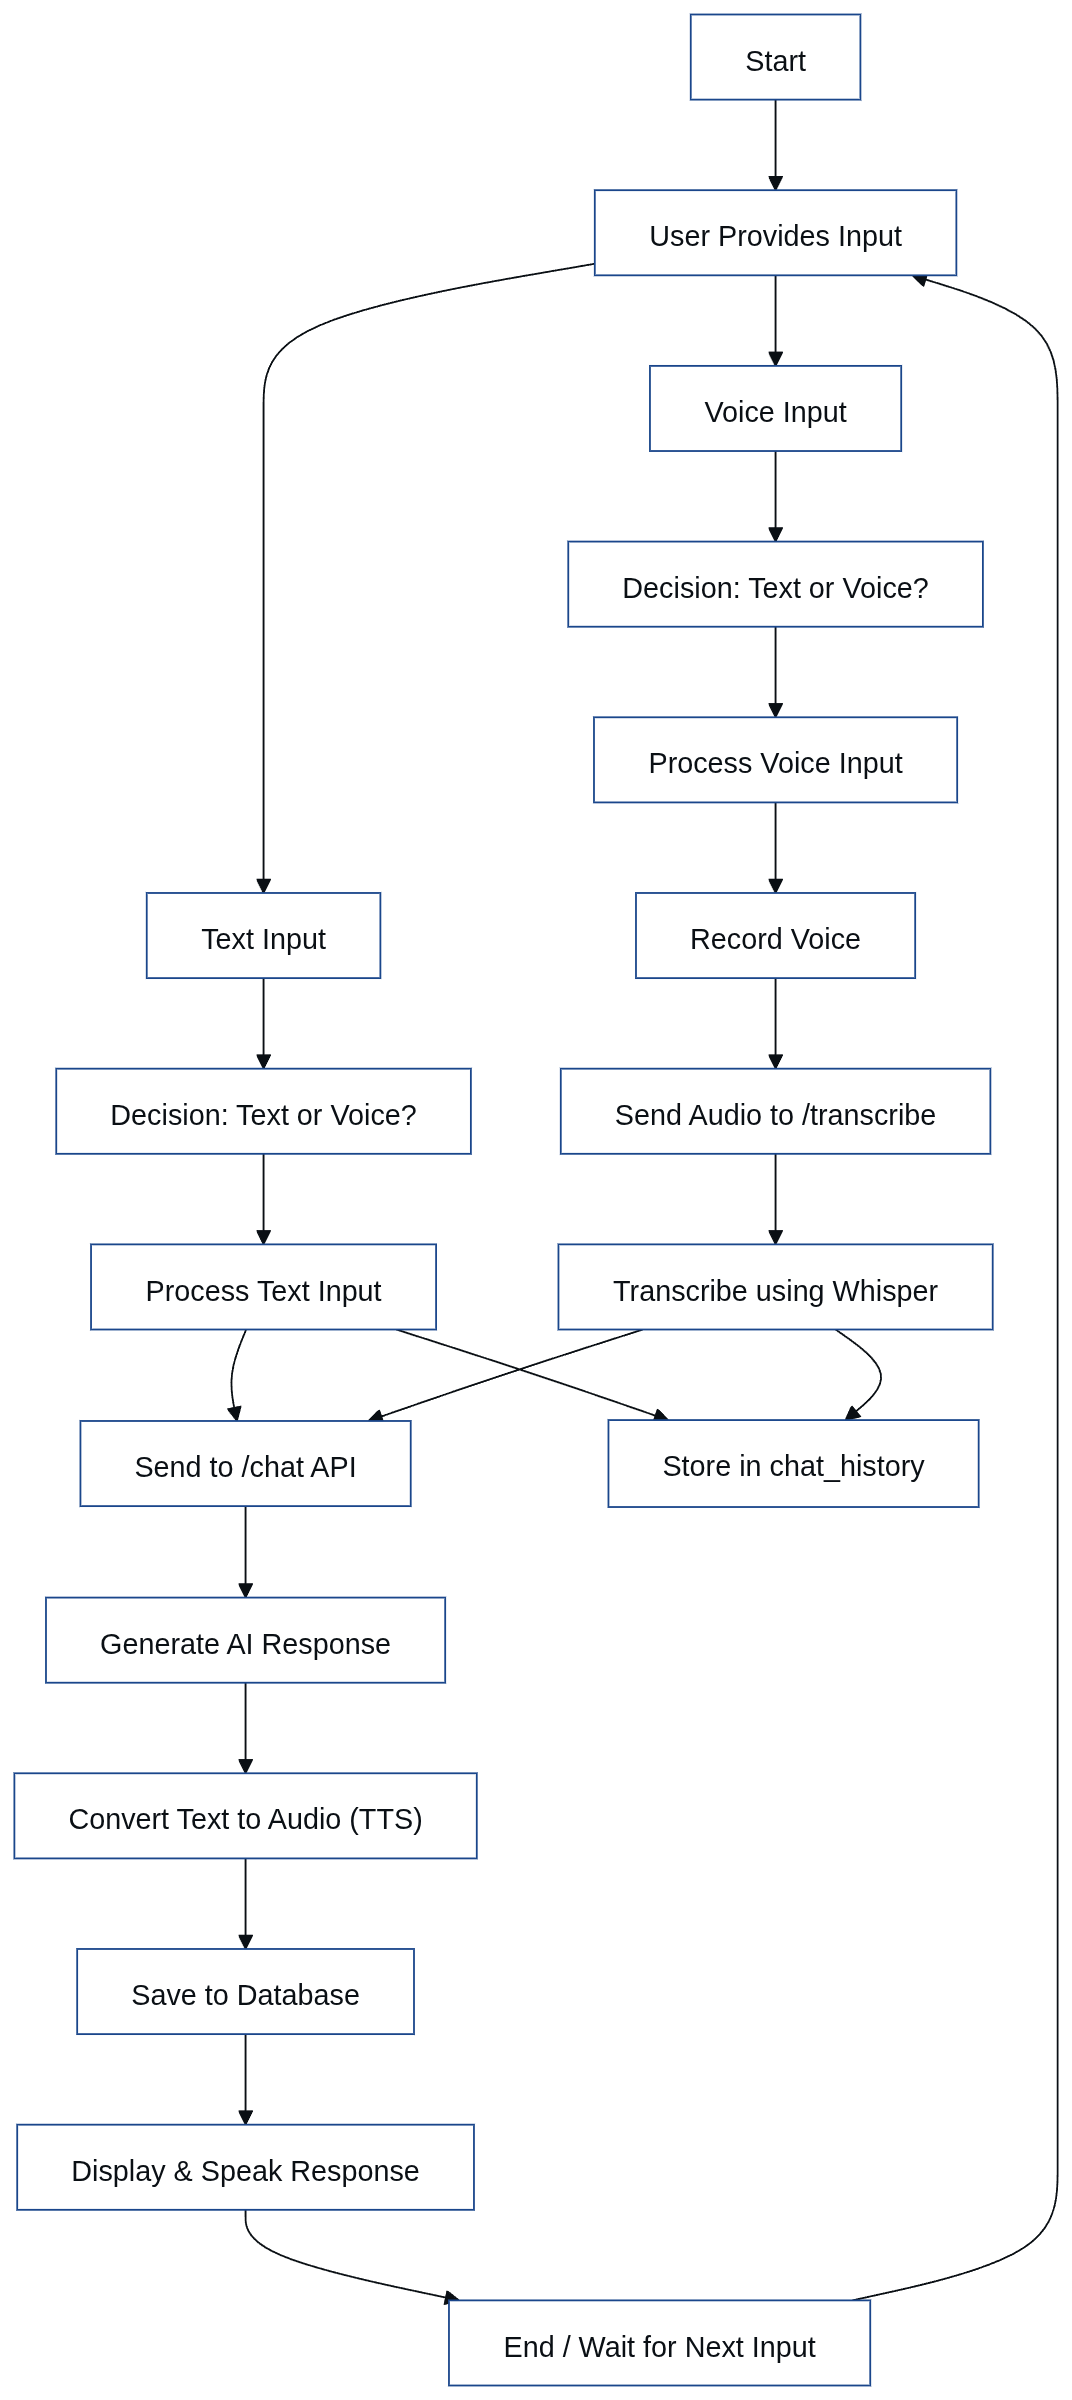 Start
User Provides Input
Voice Input
Decision: Text or Voice?
Process Voice Input
Text Input
Record Voice
Decision: Text or Voice?
Send Audio to /transcribe
Process Text Input
Transcribe using Whisper
Send to /chat API
Store in chat_history
Generate AI Response
Convert Text to Audio (TTS)
Save to Database
Display & Speak Response
End / Wait for Next Input